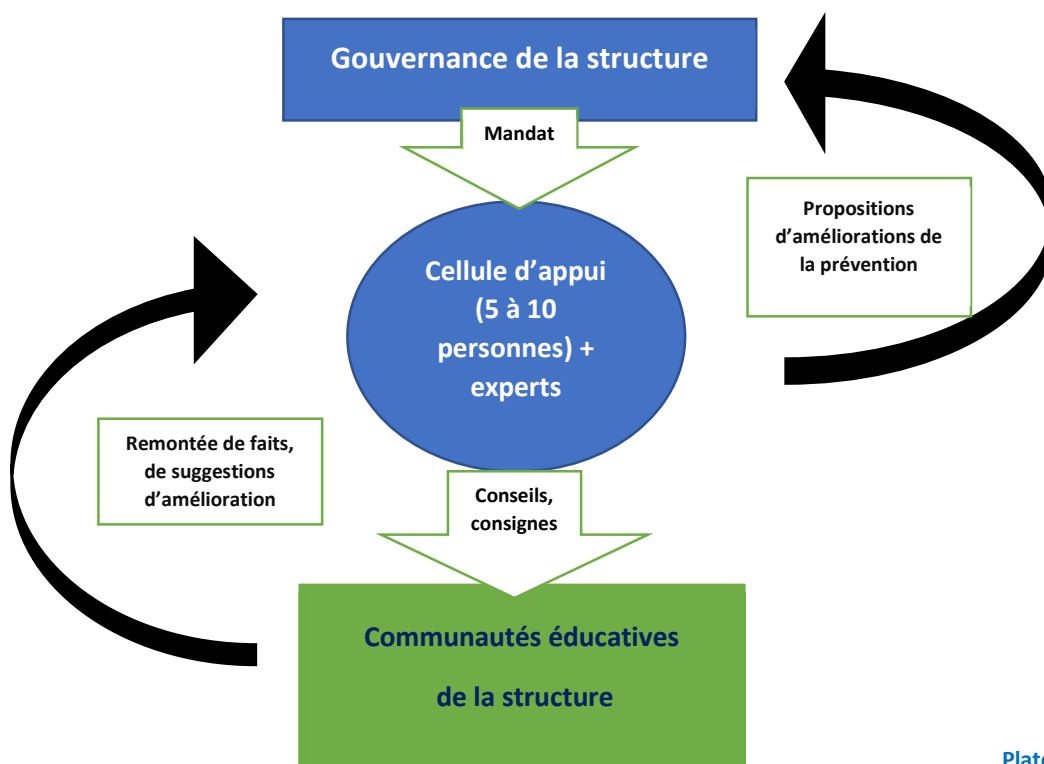 Gouvernance de la structure
Mandat
Propositions
d’améliorations de
la prévention
Cellule d’appui
(5 à 10
personnes) +
experts
Remontée de faits,
de suggestions
d’amélioration
Conseils,
consignes
Communautés éducatives
de la structure